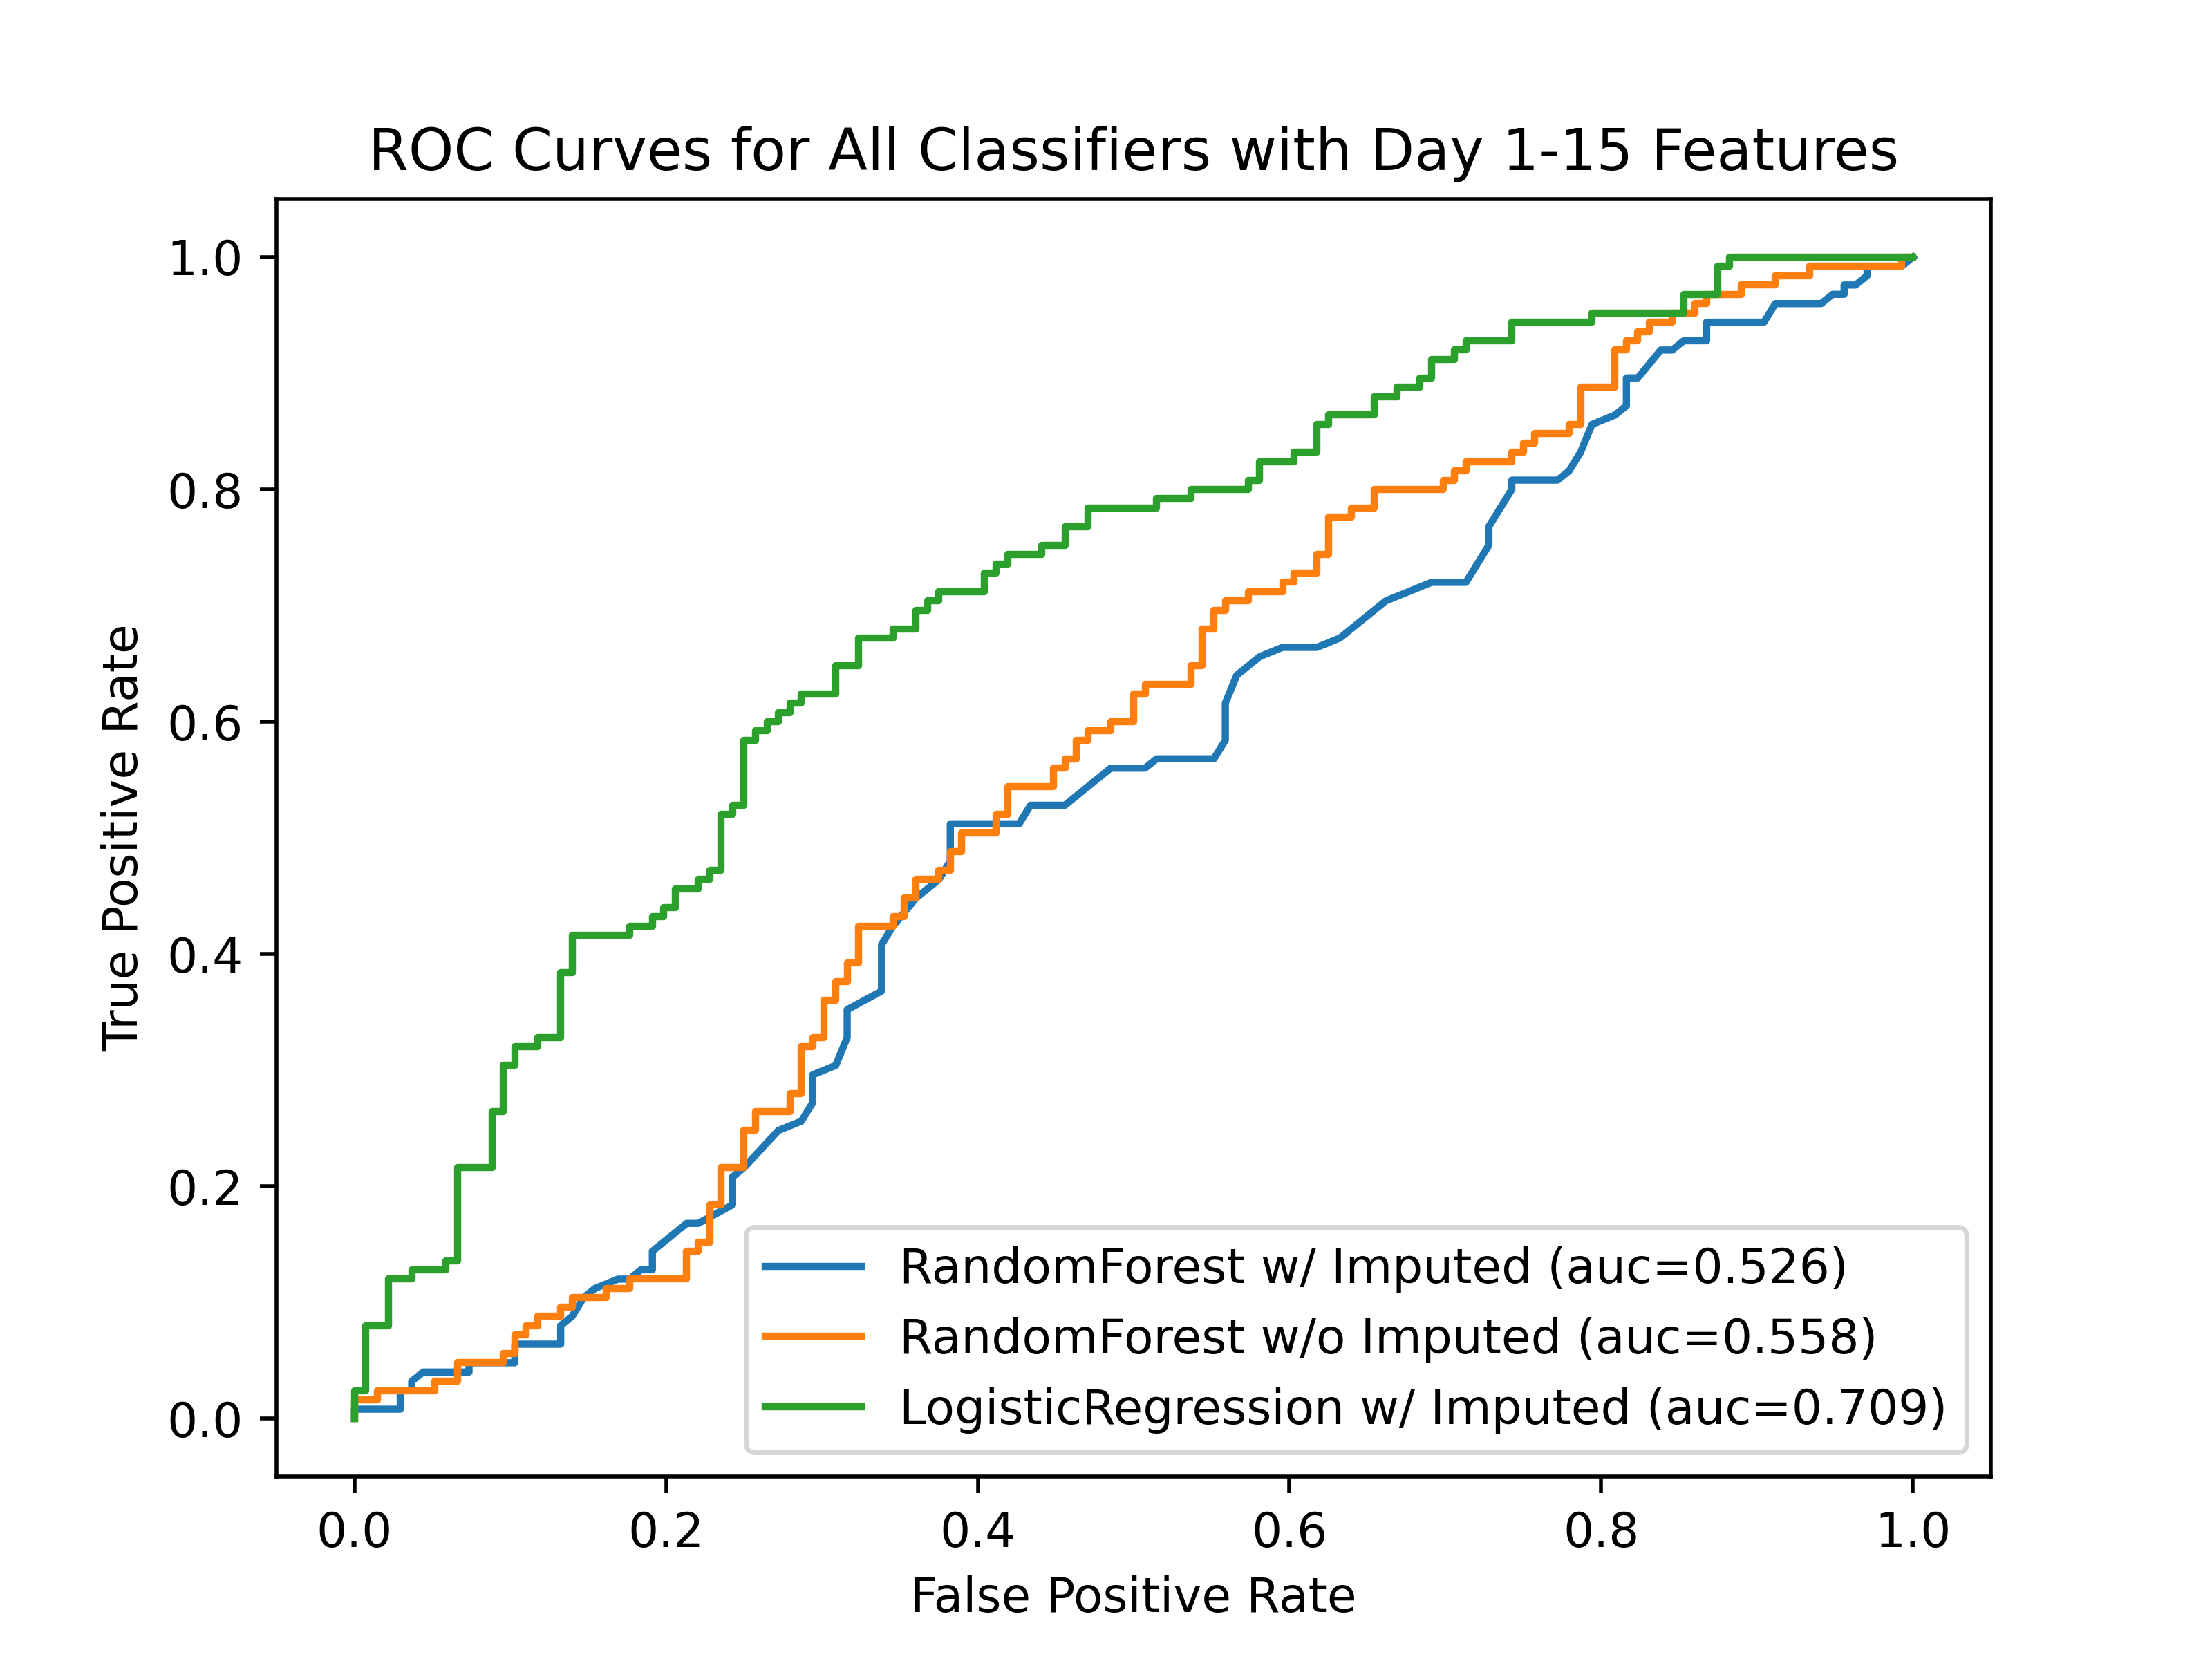 ROC Curves for All Classifiers with Day 1-15 Features
1.0
0.8
0.6
0.4
0.2
0.0
True Positive Rate
RandomForest w/ Imputed (auc=0.526)
RandomForest w/o Imputed (auc=0.558)
LogisticRegression w/ Imputed (auc=0.709)
0.0 0.2 0.4 0.6 0.8 1.0
False Positive Rate